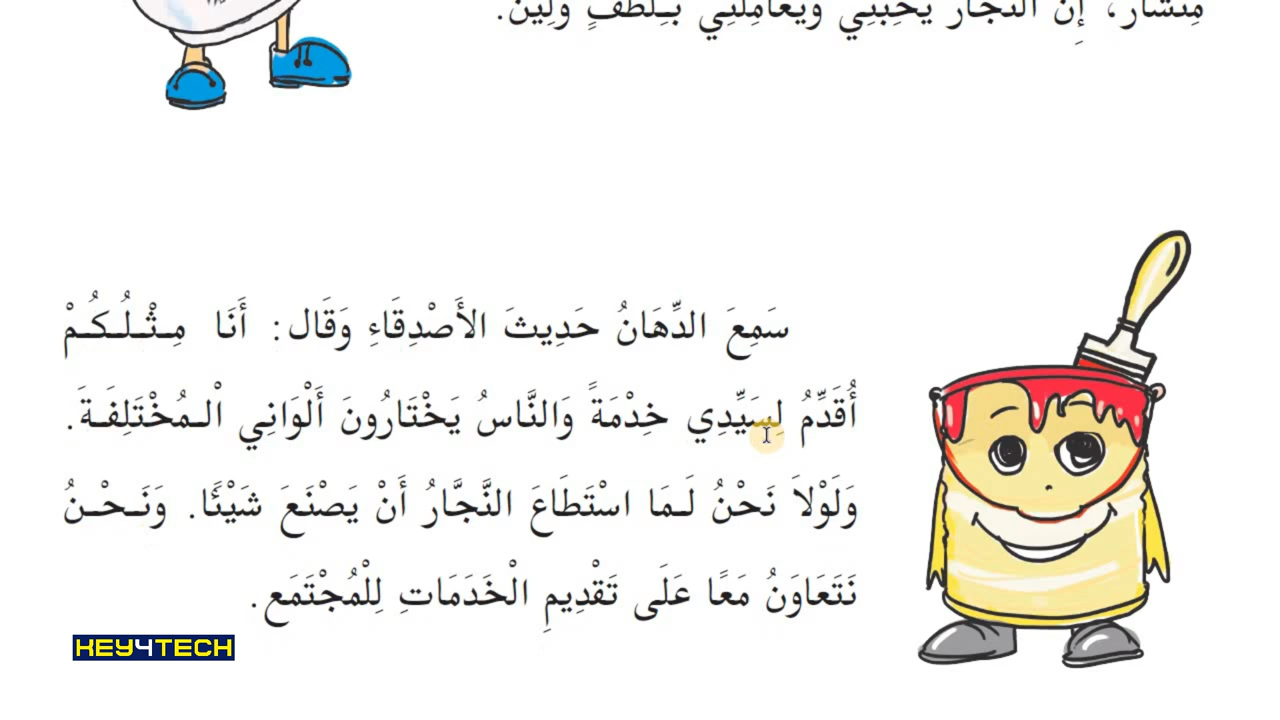 مِنْشَار، إِنَّ النَّجَّارَ يُحِبُّنِي وَيُعَامِلُنِي بِلُطْفٍ وَلِينٍ.
سَمِعَ الدِّهَانُ حَدِيثَ الأَصْدِقَاءِ وَقَال: أَنَا مِثْلُكُمْ
أُقَدِّمُ لِسَيِّدِي خِدْمَةً وَالنَّاسُ يَخْتَارُونَ أَلْوَانِي الْمُخْتَلِفَةَ.
وَلَوْلاَ نَحْنُ لَمَا اسْتَطَاعَ النَّجَّارُ أَنْ يَصْنَعَ شَيْئًا. وَنَحْنُ
نَتَعَاوَنُ مَعًا عَلَى تَقْدِيمِ الْخَدَمَاتِ لِلْمُجْتَمَعِ.
KEY4TECH